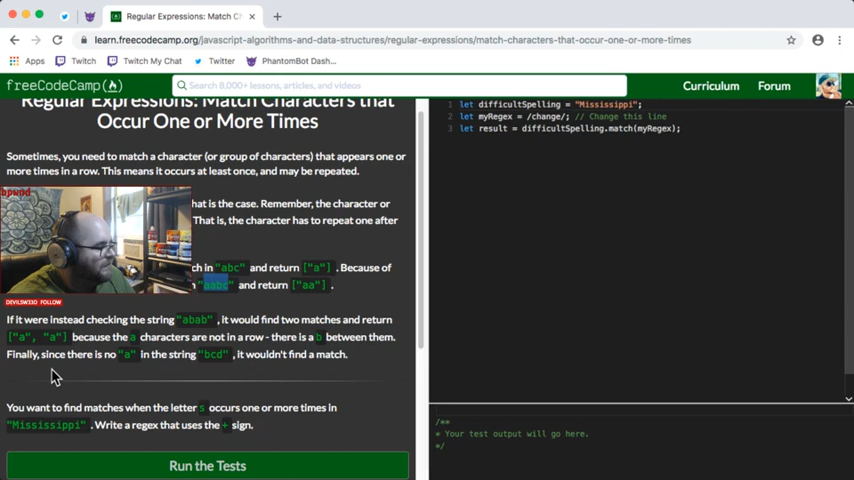 Regular Expressions: Match Ch
learn.freecodecamp.org/javascript-algorithms-and-data-structures/regular-expressions/match-characters-that-occur-one-or-more-times
Apps Twitch Twitch My Chat Twitter PhantomBot Dash...
freeCodeCamp(🔥)
Search 8,000+ lessons, articles, and videos
Curriculum Forum
Regular Expressions: Match Characters that
Occur One or More Times
Sometimes, you need to match a character (or group of characters) that appears one or
more times in a row. This means it occurs at least once, and may be repeated.
hat is the case. Remember, the character or
That is, the character has to repeat one after
ch in "abc" and return ["a"] . Because of
"aabc" and return ["aa"] .
DEVILSW33D FOLLOW
If it were instead checking the string "abab" , it would find two matches and return
["a", "a"] because the a characters are not in a row - there is a b between them.
Finally, since there is no "a" in the string "bcd" , it wouldn't find a match.
You want to find matches when the letter s occurs one or more times in
"Mississippi" . Write a regex that uses the + sign.
Run the Tests
1 let difficultSpelling = "Mississippi";
2 let myRegex = /change/; // Change this line
3 let result = difficultSpelling.match(myRegex);
/**
* Your test output will go here.
*/